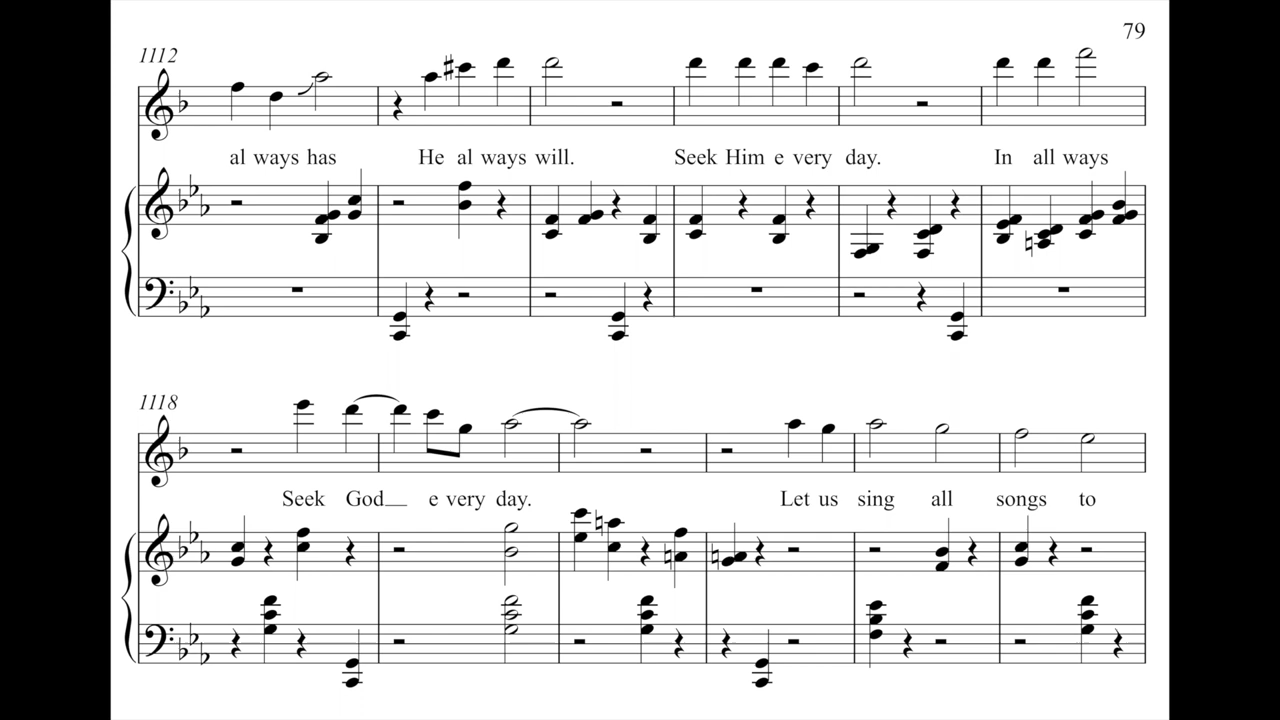 79
1112
al ways has He al ways will. Seek Him e very day. In all ways
1118
Seek God__ e very day. Let us sing all songs to